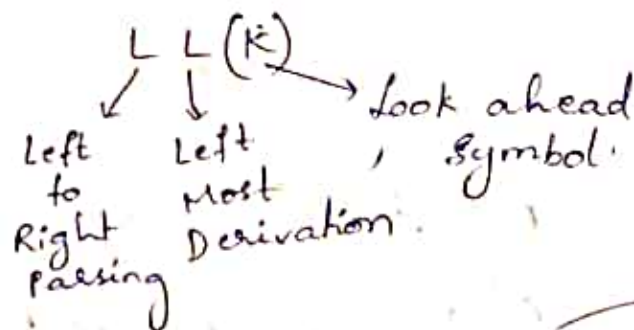 L L (K)
Look ahead
Symbol.
Left
to
Right
Parsing
Left
Most
Derivation.